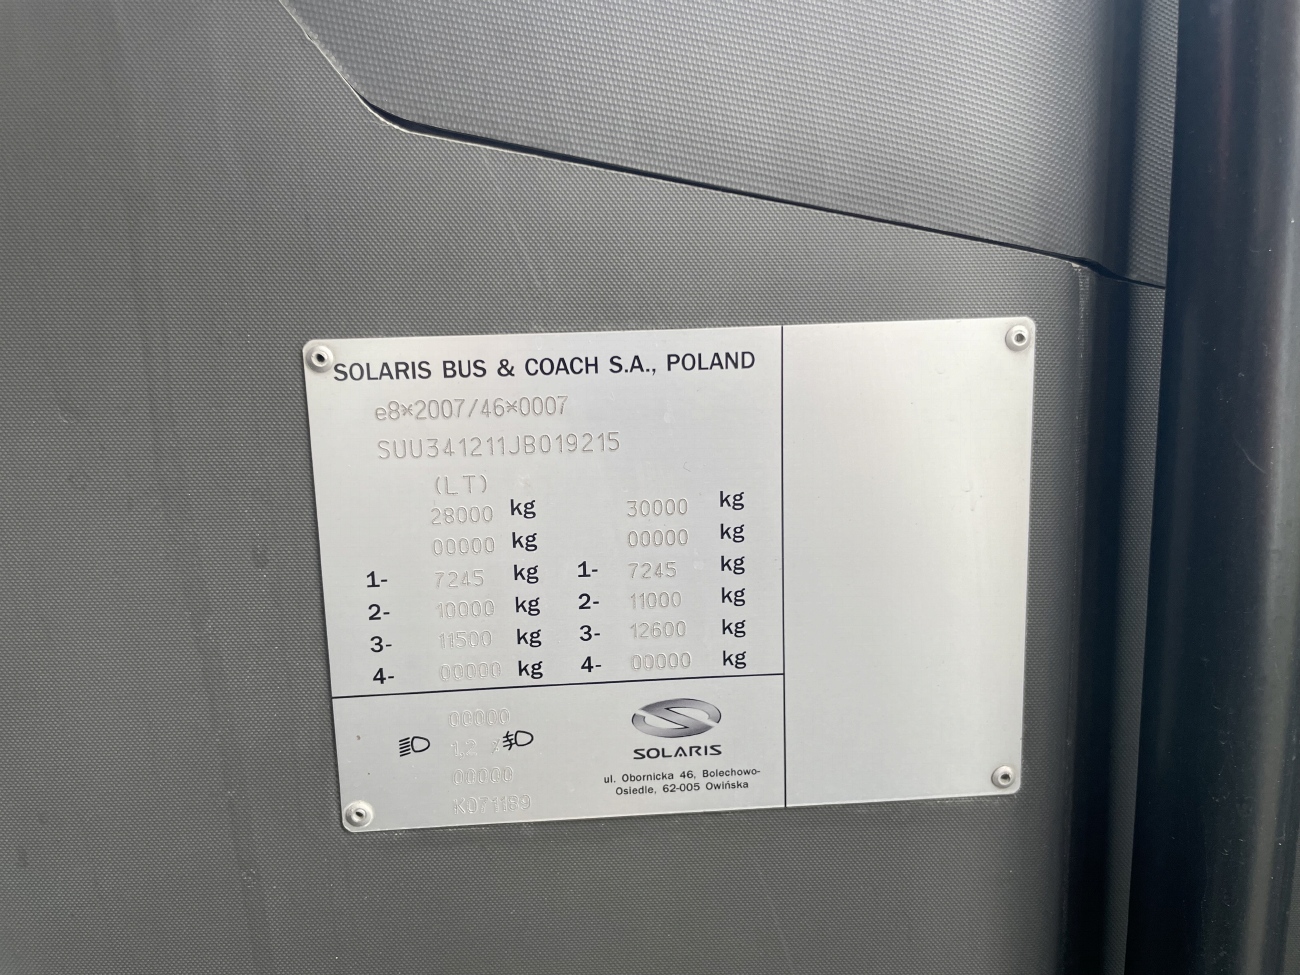 SOLARIS BUS & COACH S.A., POLAND
e8*2007/46*0007
SUU341211JB019215
(LT)
28000 kg 30000 kg
00000 kg 00000 kg
1- 7245 kg 1- 7245 kg
2- 10000 kg 2- 11000 kg
3- 11500 kg 3- 12600 kg
4- 00000 kg 4- 00000 kg
00000
1.2
00000
SOLARIS
ul. Obornicka 46, Bolechowo-
Osiedle, 62-005 Owińska